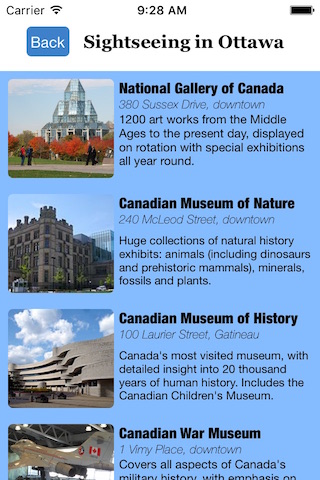 Carrier 9:28 AM
Back Sightseeing in Ottawa
National Gallery of Canada
380 Sussex Drive, downtown
1200 art works from the Middle
Ages to the present day, displayed
on rotation with special exhibitions
all year round.
Canadian Museum of Nature
240 McLeod Street, downtown
Huge collections of natural history
exhibits: animals (including dinosaurs
and prehistoric mammals), minerals,
fossils and plants.
Canadian Museum of History
100 Laurier Street, Gatineau
Canada's most visited museum, with
detailed insight into 20 thousand
years of human history. Includes the
Canadian Children's Museum.
Canadian War Museum
1 Vimy Place, downtown
Covers all aspects of Canada's
military history, with emphasis on